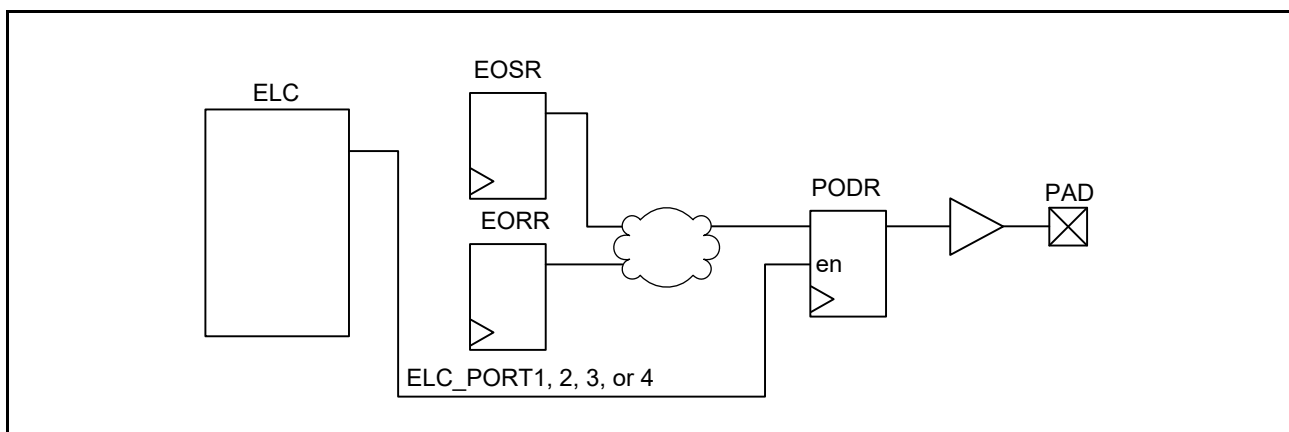 EOSR
ELC
EORR
PODR
PAD
en
ELC_PORT1, 2, 3, or 4